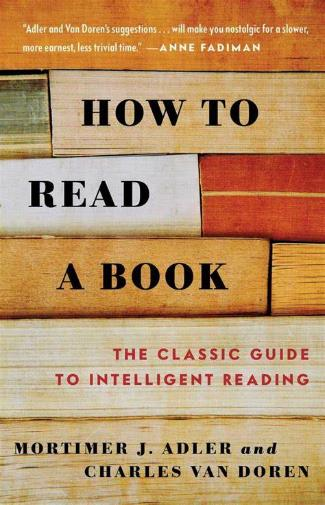 “Adler and Van Doren's suggestions . . . will make you nostalgic for a slower,
more earnest, less trivial time.” —ANNE FADIMAN
HOW TO
READ
A BOOK
THE CLASSIC GUIDE
TO INTELLIGENT READING
MORTIMER J. ADLER and
CHARLES VAN DOREN